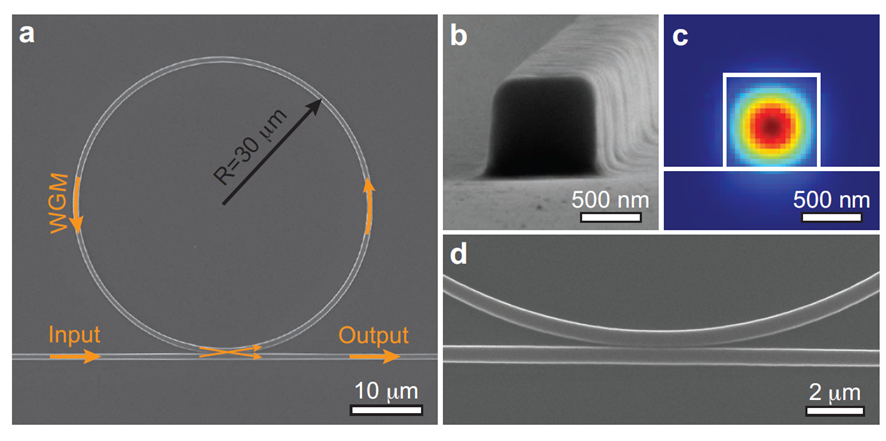 a
R=30 μm
WGM
Input
Output
10 μm
b
500 nm
c
500 nm
d
2 μm